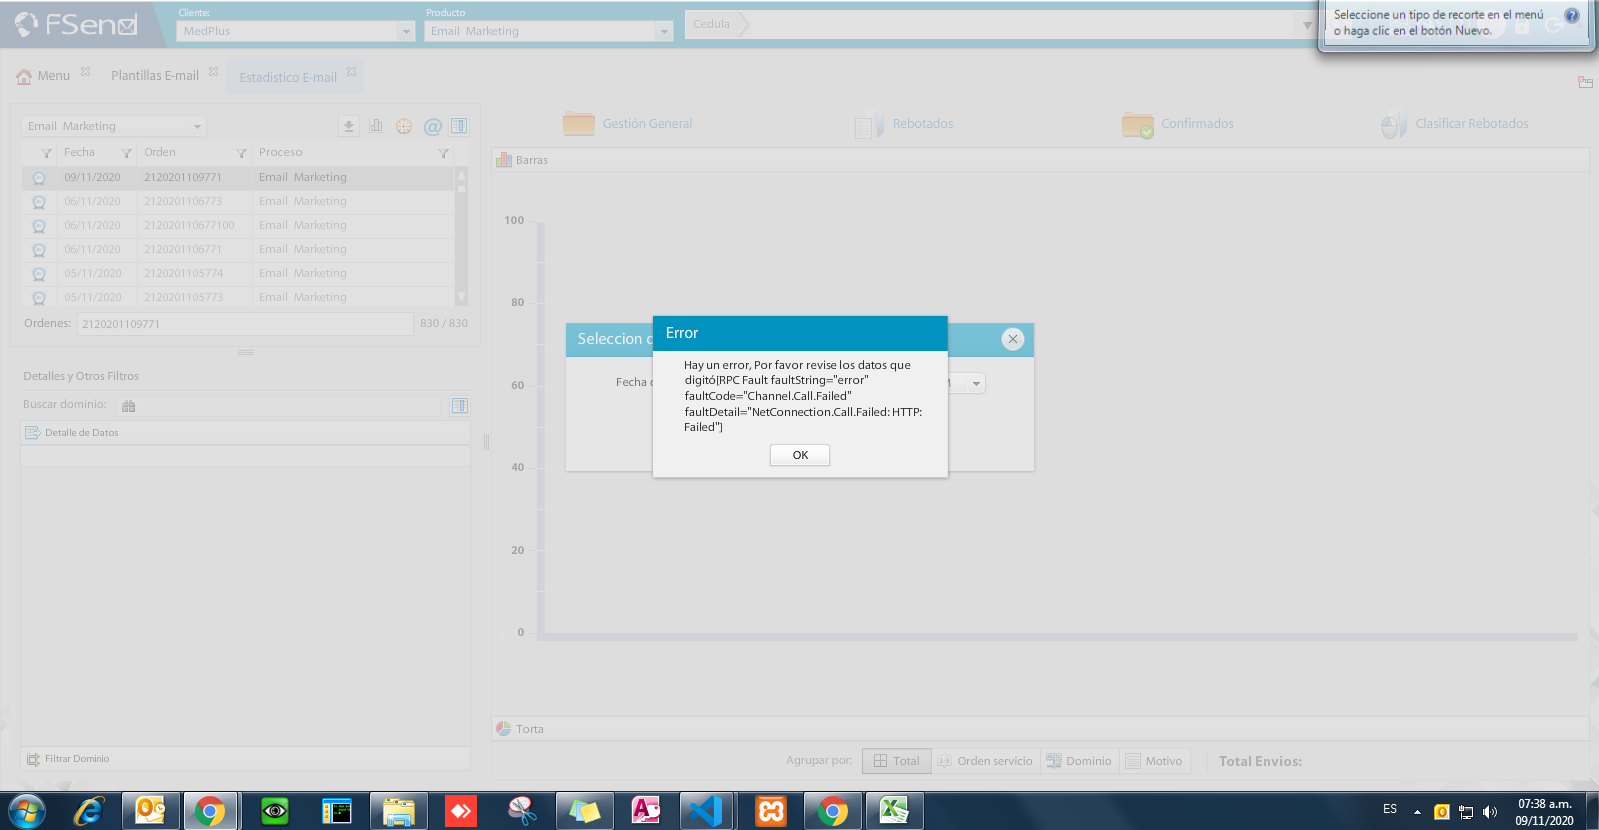 FSend
Cliente:
MedPlus
Producto
Email Marketing
Cedula
Seleccione un tipo de recorte en el menú
o haga clic en el botón Nuevo.
Menu
Plantillas E-mail
Estadistico E-mail
Email Marketing
Gestión General
Rebotados
Confirmados
Clasificar Rebotados
Fecha Orden Proceso
Barras
09/11/2020 2120201109771 Email Marketing
06/11/2020 2120201106773 Email Marketing
06/11/2020 2120201106777100 Email Marketing
06/11/2020 2120201106771 Email Marketing
05/11/2020 2120201105774 Email Marketing
05/11/2020 2120201105773 Email Marketing
Ordenes: 2120201109771 830 / 830
100
80
60
40
20
0
Seleccion
Fecha
Error
Hay un error, Por favor revise los datos que
digitó[RPC Fault faultString="error"
faultCode="Channel.Call.Failed"
faultDetail="NetConnection.Call.Failed: HTTP:
Failed"]
OK
Detalles y Otros Filtros
Buscar dominio:
Detalle de Datos
Filtrar Dominio
Torta
Agrupar por: Total Orden servicio Dominio Motivo Total Envios:
ES
07:38 a.m.
09/11/2020